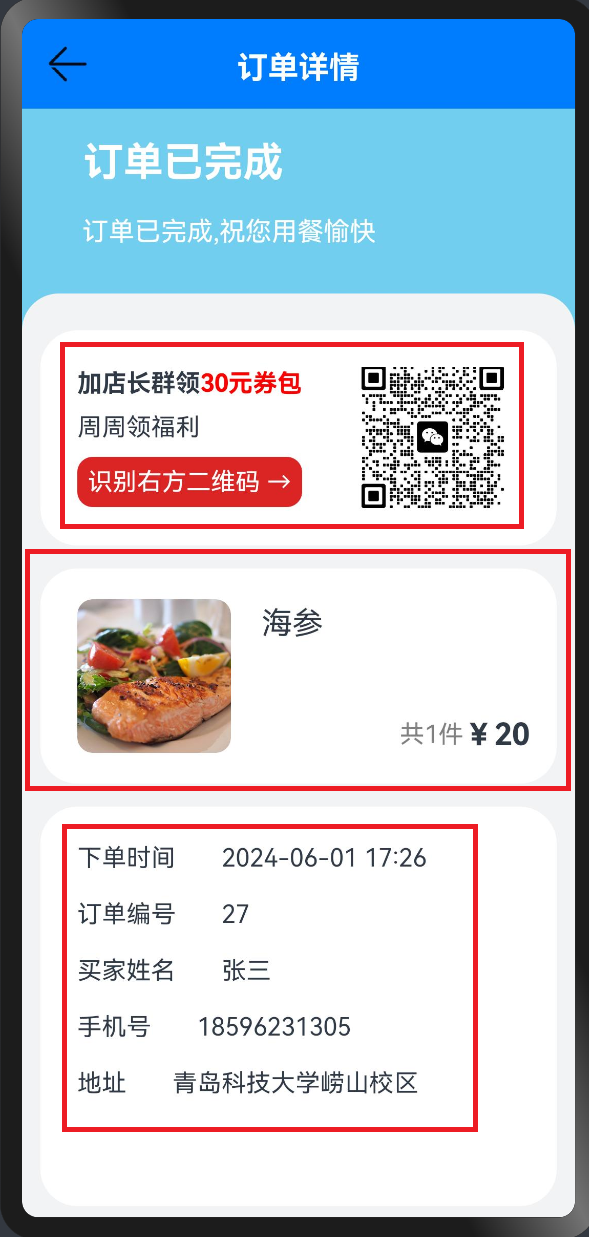 订单详情
订单已完成
订单已完成,祝您用餐愉快
加店长群领30元券包
周周领福利
识别右方二维码 →
海参
共1件 ¥ 20
下单时间 2024-06-01 17:26
订单编号 27
买家姓名 张三
手机号 18596231305
地址 青岛科技大学崂山校区